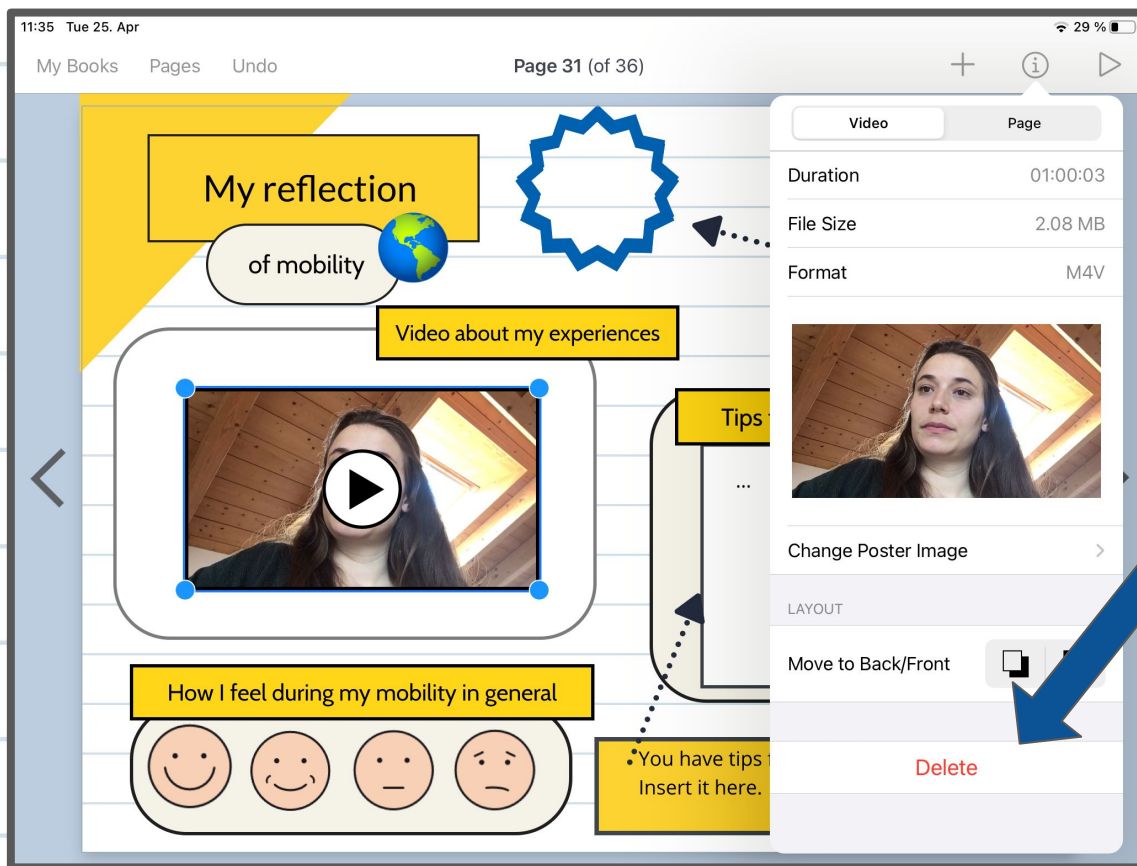 11:35 Tue 25. Apr
29 %
My Books Pages Undo
Page 31 (of 36)
My reflection
of mobility
Video about my experiences
Tips
...
How I feel during my mobility in general
You have tips
Insert it here.
Video Page
Duration 01:00:03
File Size 2.08 MB
Format M4V
Change Poster Image
LAYOUT
Move to Back/Front
Delete